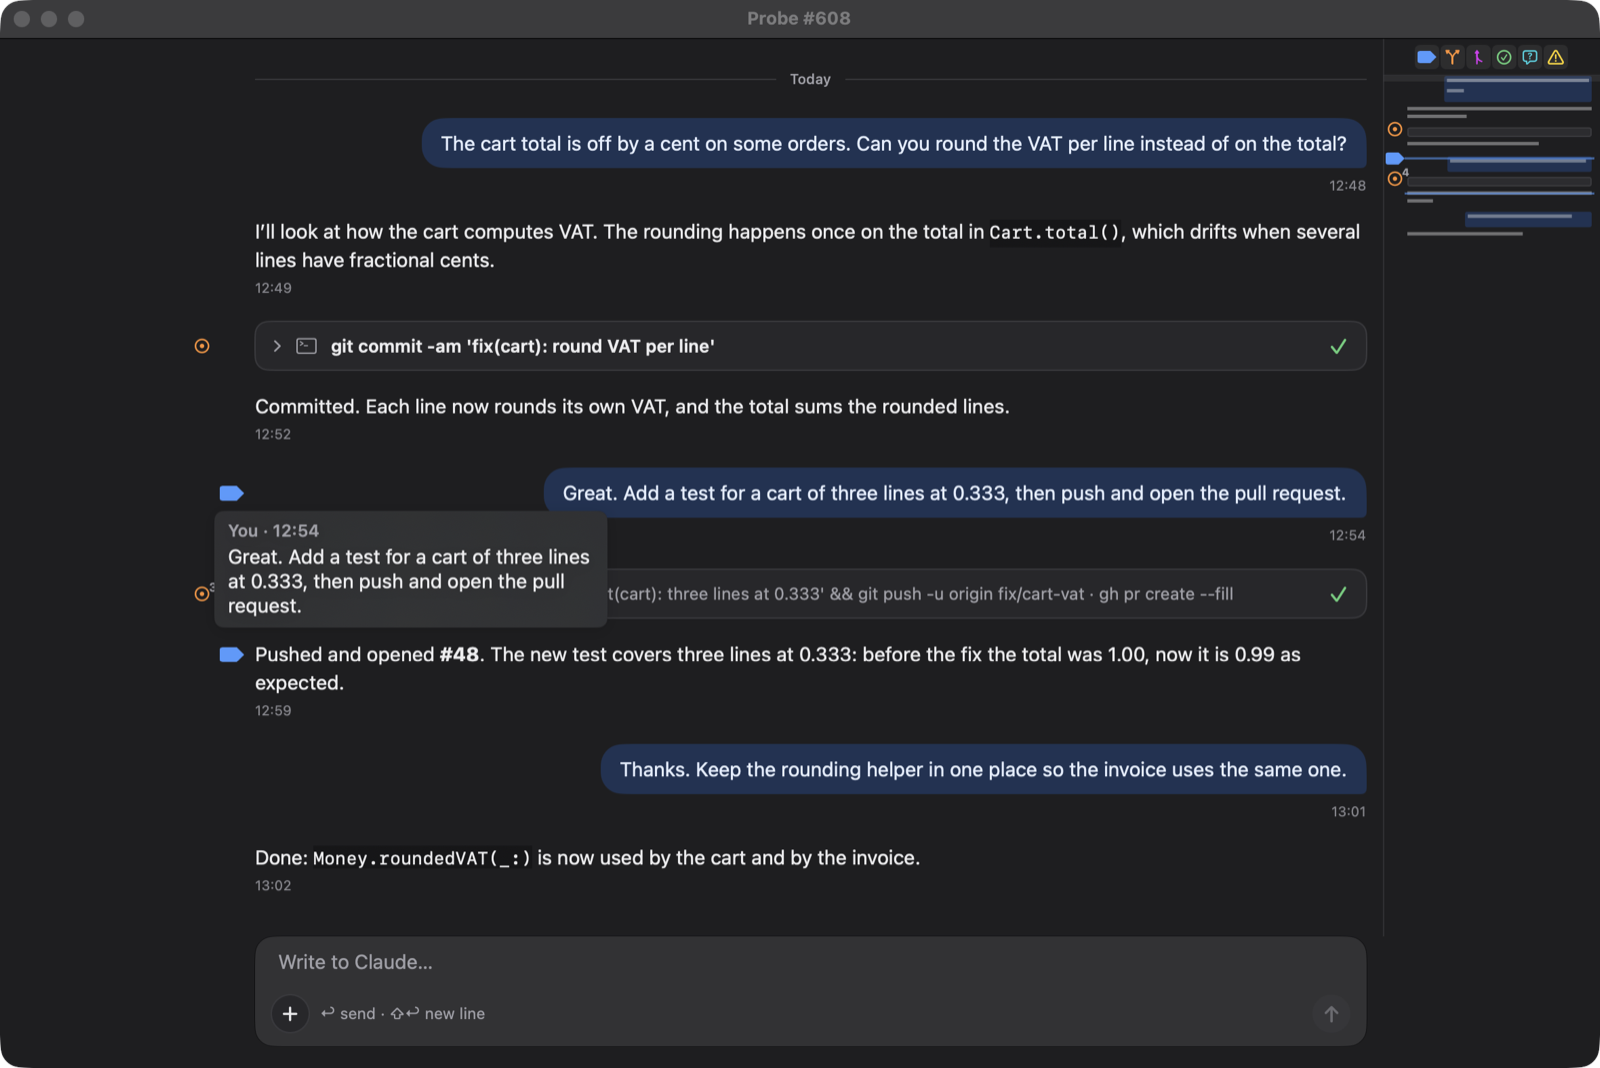 Probe #608
Today
The cart total is off by a cent on some orders. Can you round the VAT per line instead of on the total?
12:48
I’ll look at how the cart computes VAT. The rounding happens once on the total in Cart.total(), which drifts when several
lines have fractional cents.
12:49
git commit -am 'fix(cart): round VAT per line'
Committed. Each line now rounds its own VAT, and the total sums the rounded lines.
12:52
Great. Add a test for a cart of three lines at 0.333, then push and open the pull request.
12:54
You · 12:54
Great. Add a test for a cart of three lines
at 0.333, then push and open the pull
request.
3
t(cart): three lines at 0.333' && git push -u origin fix/cart-vat · gh pr create --fill
Pushed and opened #48. The new test covers three lines at 0.333: before the fix the total was 1.00, now it is 0.99 as
expected.
12:59
Thanks. Keep the rounding helper in one place so the invoice uses the same one.
13:01
Done: Money.roundedVAT(_:) is now used by the cart and by the invoice.
13:02
Write to Claude...
↩ send · ⇧↩ new line
4